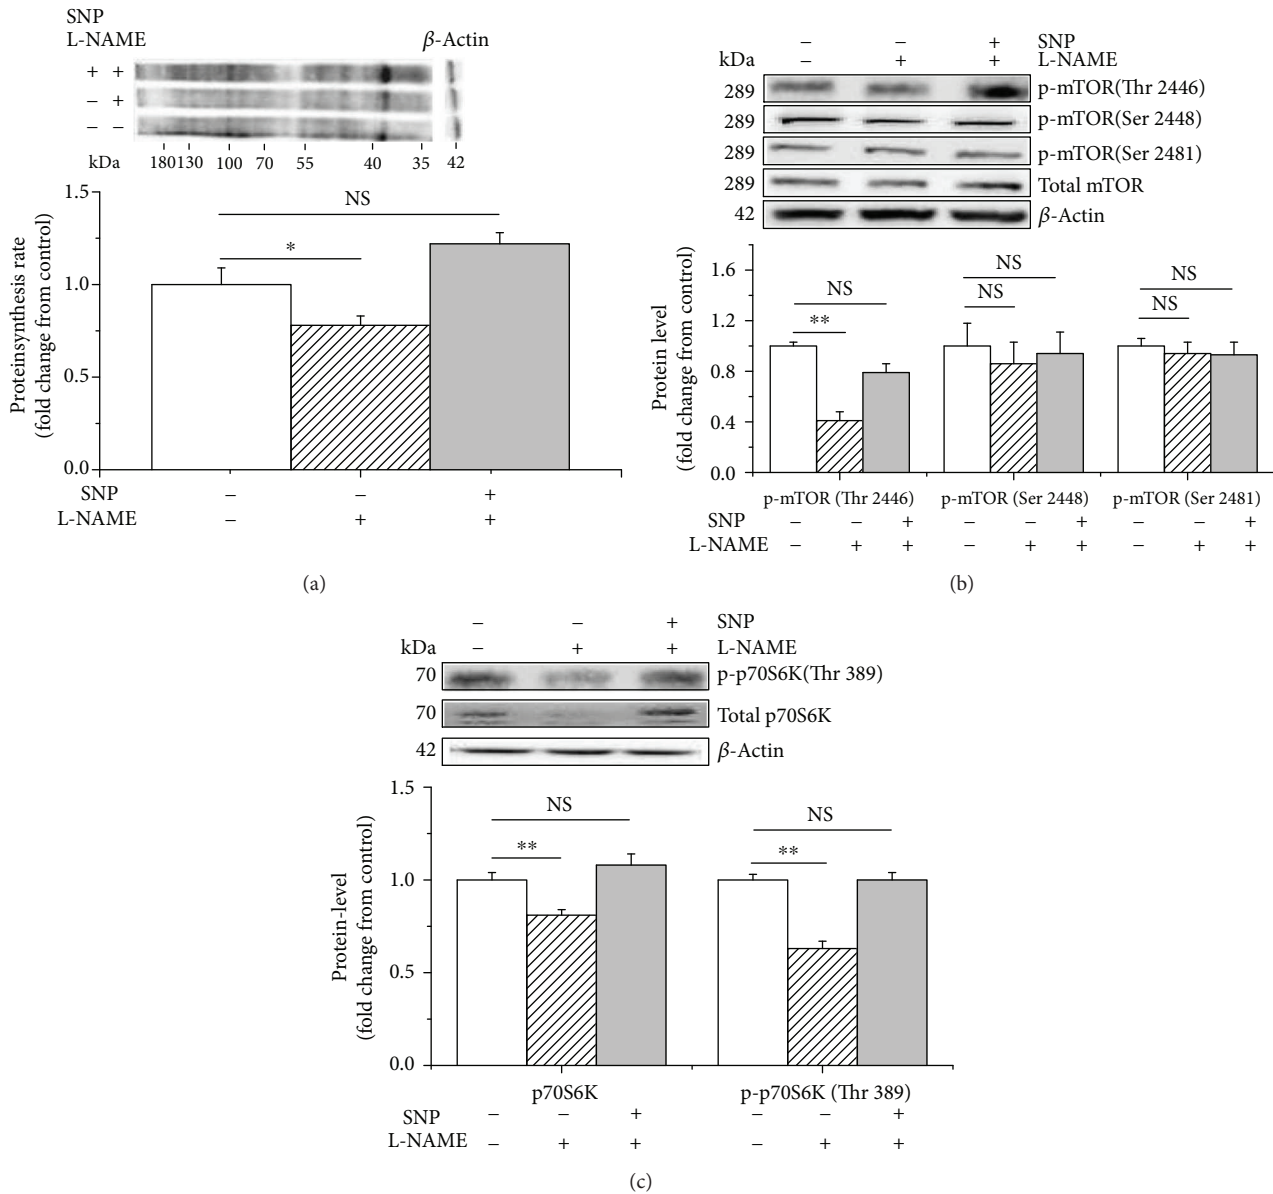 SNP
L-NAME
β-Actin
+ +
– +
– –
kDa
180 130 100 70 55 40 35 42
1.5
1.0
0.5
0.0
Proteinsynthesis rate
(fold change from control)
NS
*
SNP – – +
L-NAME – + +
(a)
– – + SNP
kDa – + + L-NAME
289 p-mTOR(Thr 2446)
289 p-mTOR(Ser 2448)
289 p-mTOR(Ser 2481)
289 Total mTOR
42 β-Actin
1.6
1.2
0.8
0.4
0.0
Protein level
(fold change from control)
NS
**
NS
NS
NS
NS
p-mTOR (Thr 2446) p-mTOR (Ser 2448) p-mTOR (Ser 2481)
SNP – – + – – + – – +
L-NAME – + + – + + – + +
(b)
– – + SNP
kDa – + + L-NAME
70 p-p70S6K(Thr 389)
70 Total p70S6K
42 β-Actin
1.5
1.0
0.5
0.0
Protein-level
(fold change from control)
NS
**
NS
**
p70S6K p-p70S6K (Thr 389)
SNP – – + – – +
L-NAME – + + – + +
(c)